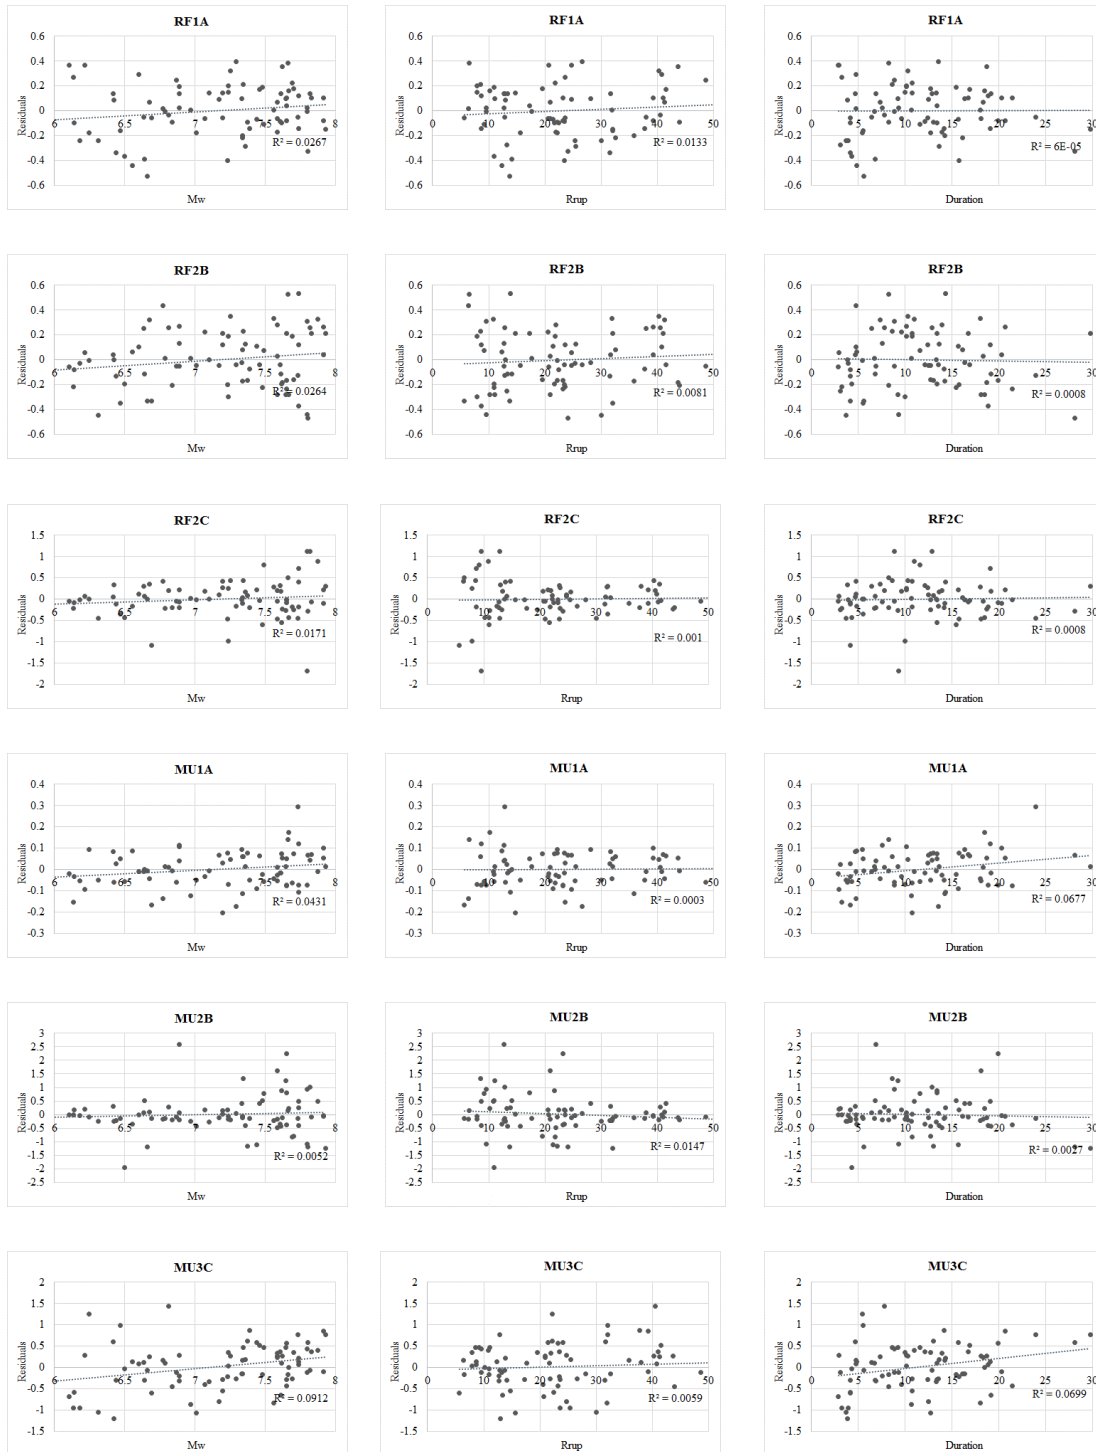 RF1A
0.6
0.4
0.2
0
-0.2
-0.4
-0.6
6 6.5 7 7.5 8
Residuals
Mw
R² = 0.0267
RF1A
0.6
0.4
0.2
0
-0.2
-0.4
-0.6
0 10 20 30 40 50
Residuals
Rrup
R² = 0.0133
RF1A
0.6
0.4
0.2
0
-0.2
-0.4
-0.6
0 5 10 15 20 25 30
Residuals
Duration
R² = 6E-05
RF2B
0.6
0.4
0.2
0
-0.2
-0.4
-0.6
6 6.5 7 7.5 8
Residuals
Mw
R² = 0.0264
RF2B
0.6
0.4
0.2
0
-0.2
-0.4
-0.6
0 10 20 30 40 50
Residuals
Rrup
R² = 0.0081
RF2B
0.6
0.4
0.2
0
-0.2
-0.4
-0.6
0 5 10 15 20 25 30
Residuals
Duration
R² = 0.0008
RF2C
1.5
1
0.5
0
-0.5
-1
-1.5
-2
6 6.5 7 7.5 8
Residuals
Mw
R² = 0.0171
RF2C
1.5
1
0.5
0
-0.5
-1
-1.5
-2
0 10 20 30 40 50
Residuals
Rrup
R² = 0.001
RF2C
1.5
1
0.5
0
-0.5
-1
-1.5
-2
0 5 10 15 20 25 30
Residuals
Duration
R² = 0.0008
MU1A
0.4
0.3
0.2
0.1
0
-0.1
-0.2
-0.3
6 6.5 7 7.5 8
Residuals
Mw
R² = 0.0431
MU1A
0.4
0.3
0.2
0.1
0
-0.1
-0.2
-0.3
0 10 20 30 40 50
Residuals
Rrup
R² = 0.0003
MU1A
0.4
0.3
0.2
0.1
0
-0.1
-0.2
-0.3
0 5 10 15 20 25 30
Residuals
Duration
R² = 0.0677
MU2B
3
2.5
2
1.5
1
0.5
0
-0.5
-1
-1.5
-2
-2.5
6 6.5 7 7.5 8
Residuals
Mw
R² = 0.0052
MU2B
3
2.5
2
1.5
1
0.5
0
-0.5
-1
-1.5
-2
-2.5
0 10 20 30 40 50
Residuals
Rrup
R² = 0.0147
MU2B
3
2.5
2
1.5
1
0.5
0
-0.5
-1
-1.5
-2
-2.5
0 5 10 15 20 25 30
Residuals
Duration
R² = 0.0027
MU3C
2
1.5
1
0.5
0
-0.5
-1
-1.5
6 6.5 7 7.5 8
Residuals
Mw
R² = 0.0912
MU3C
2
1.5
1
0.5
0
-0.5
-1
-1.5
0 10 20 30 40 50
Residuals
Rrup
R² = 0.0059
MU3C
2
1.5
1
0.5
0
-0.5
-1
-1.5
0 5 10 15 20 25 30
Residuals
Duration
R² = 0.0699